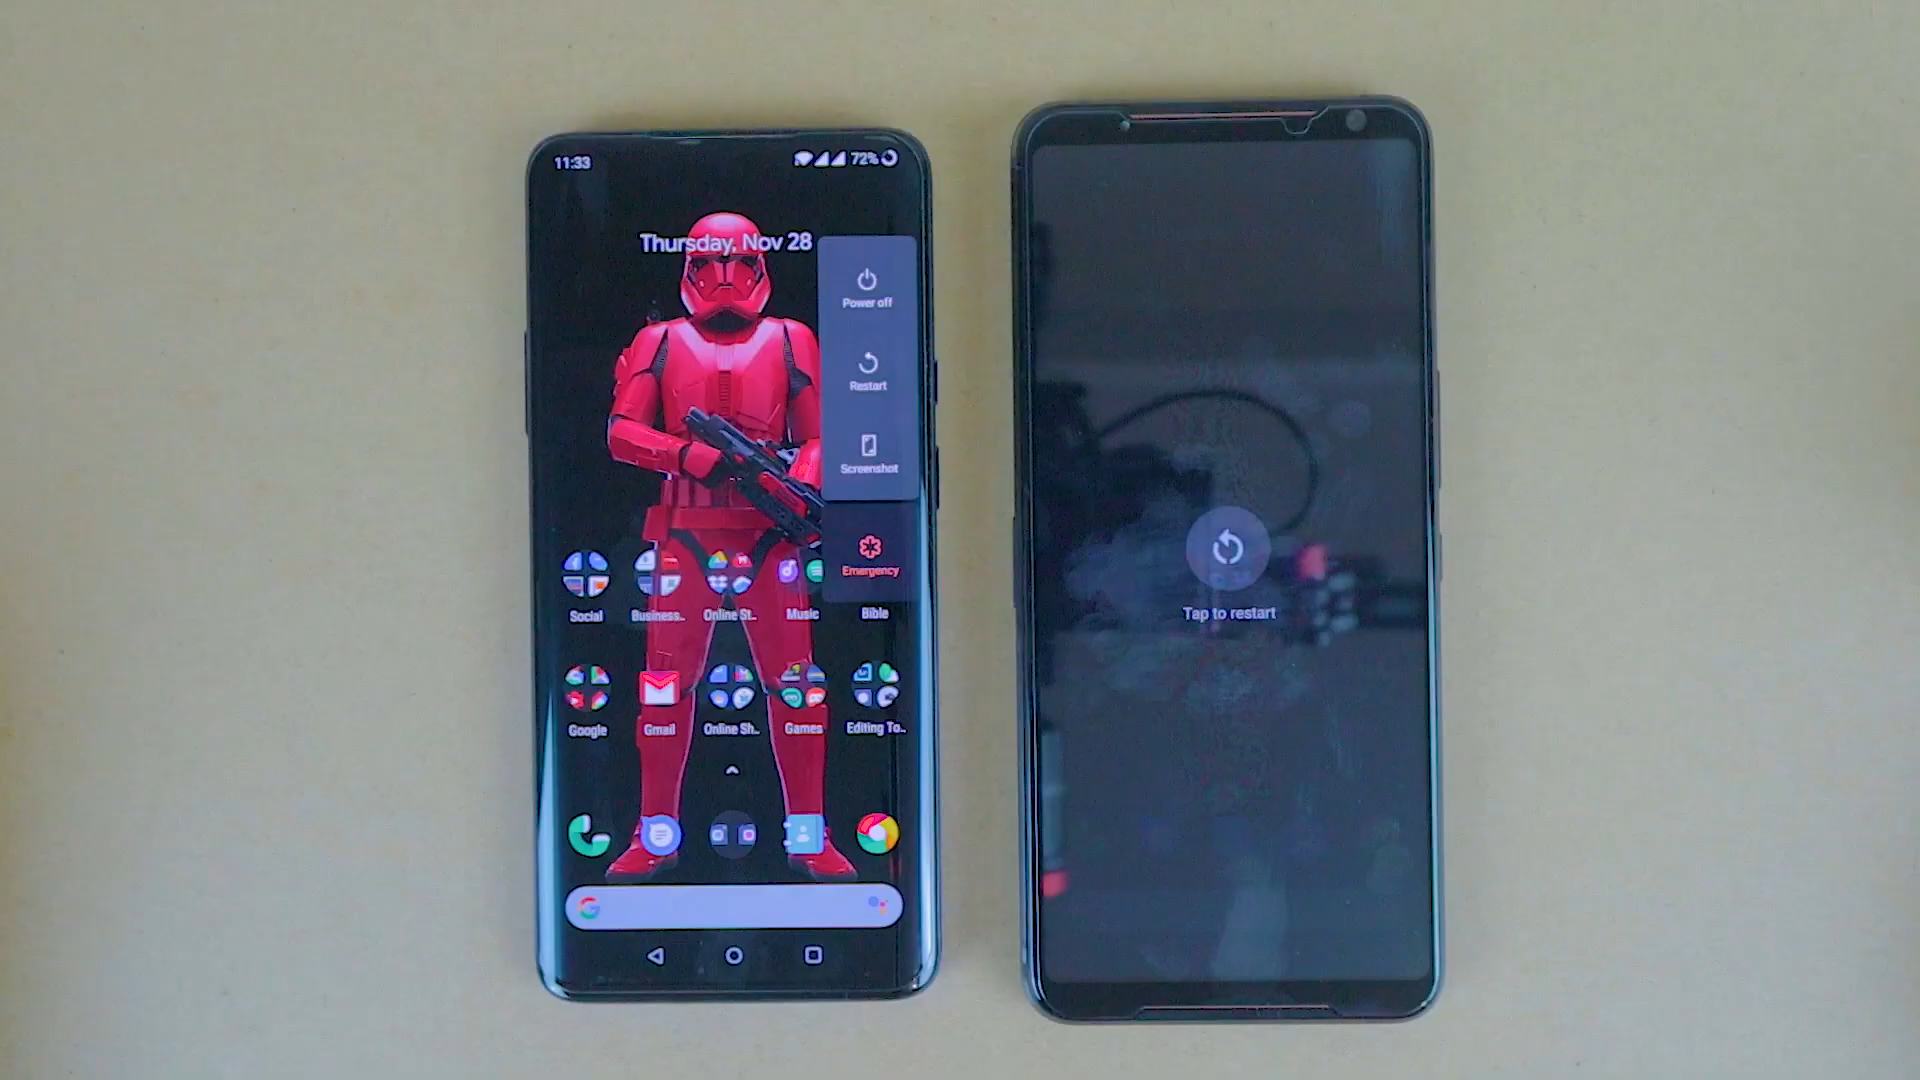 11:33
72%
Thursday, Nov 28
Power off
Restart
Screenshot
Emergency
Social
Business..
Online St..
Music
Bible
Google
Gmail
Online Sh..
Games
Editing To..
Tap to restart